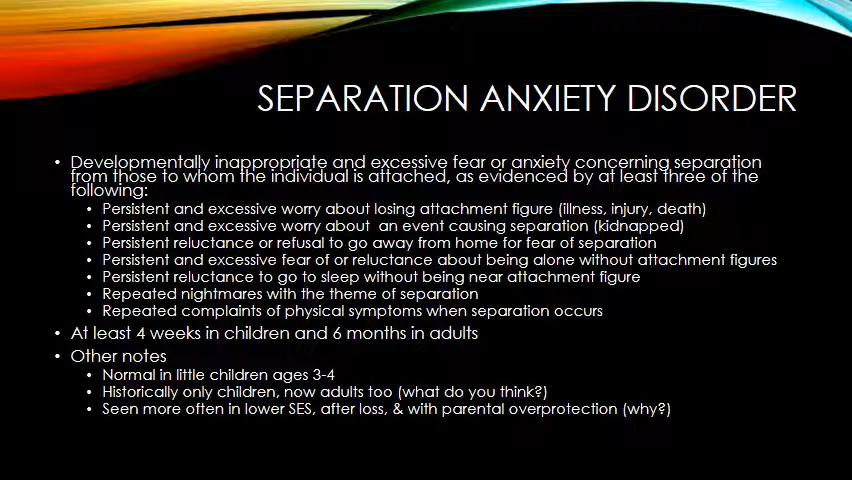 SEPARATION ANXIETY DISORDER
• Developmentally inappropriate and excessive fear or anxiety concerning separation
from those to whom the individual is attached, as evidenced by at least three of the
following:
• Persistent and excessive worry about losing attachment figure (illness, injury, death)
• Persistent and excessive worry about  an event causing separation (kidnapped)
• Persistent reluctance or refusal to go away from home for fear of separation
• Persistent and excessive fear of or reluctance about being alone without attachment figures
• Persistent reluctance to go to sleep without being near attachment figure
• Repeated nightmares with the theme of separation
• Repeated complaints of physical symptoms when separation occurs
• At least 4 weeks in children and 6 months in adults
• Other notes
• Normal in little children ages 3-4
• Historically only children, now adults too (what do you think?)
• Seen more often in lower SES, after loss, & with parental overprotection (why?)